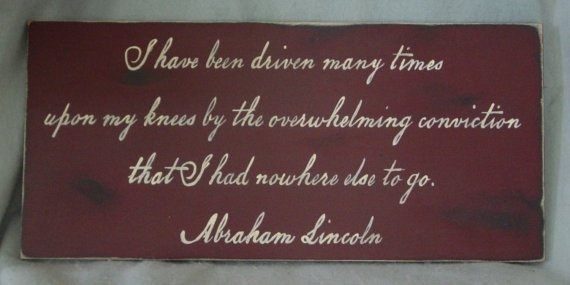 I have been driven many times
upon my knees by the overwhelming conviction
that I had nowhere else to go.
Abraham Lincoln